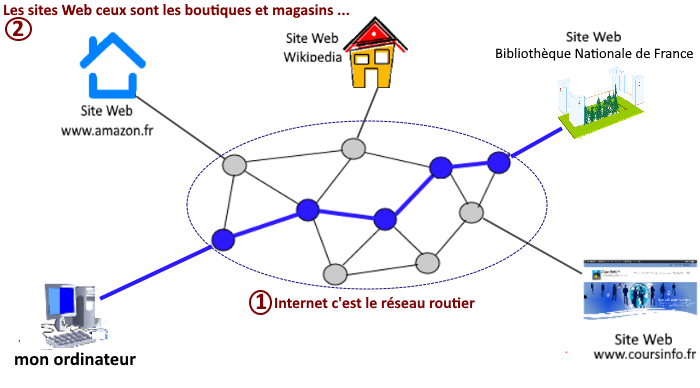 Les sites Web ceux sont les boutiques et magasins ...
2
Site Web
Wikipedia
Site Web
Bibliothèque Nationale de France
Site Web
www.amazon.fr
1 Internet c'est le réseau routier
mon ordinateur
Site Web
www.coursinfo.fr